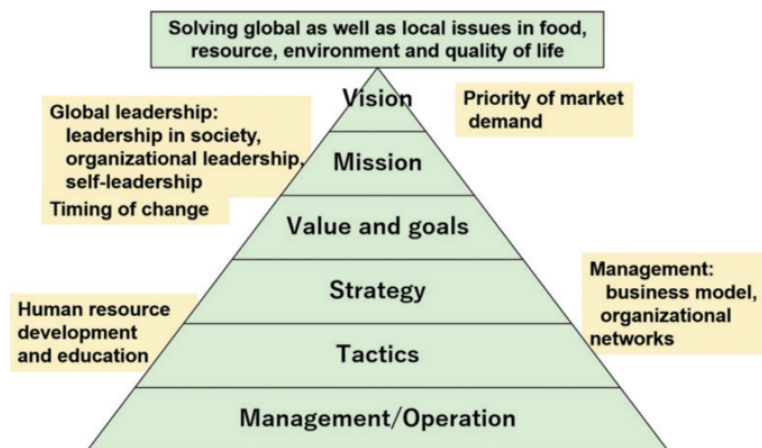 Solving global as well as local issues in food,
resource, environment and quality of life
Vision
Priority of market
demand
Global leadership:
leadership in society,
organizational leadership,
self-leadership
Timing of change
Mission
Value and goals
Strategy
Management:
business model,
organizational
networks
Human resource
development
and education
Tactics
Management/Operation